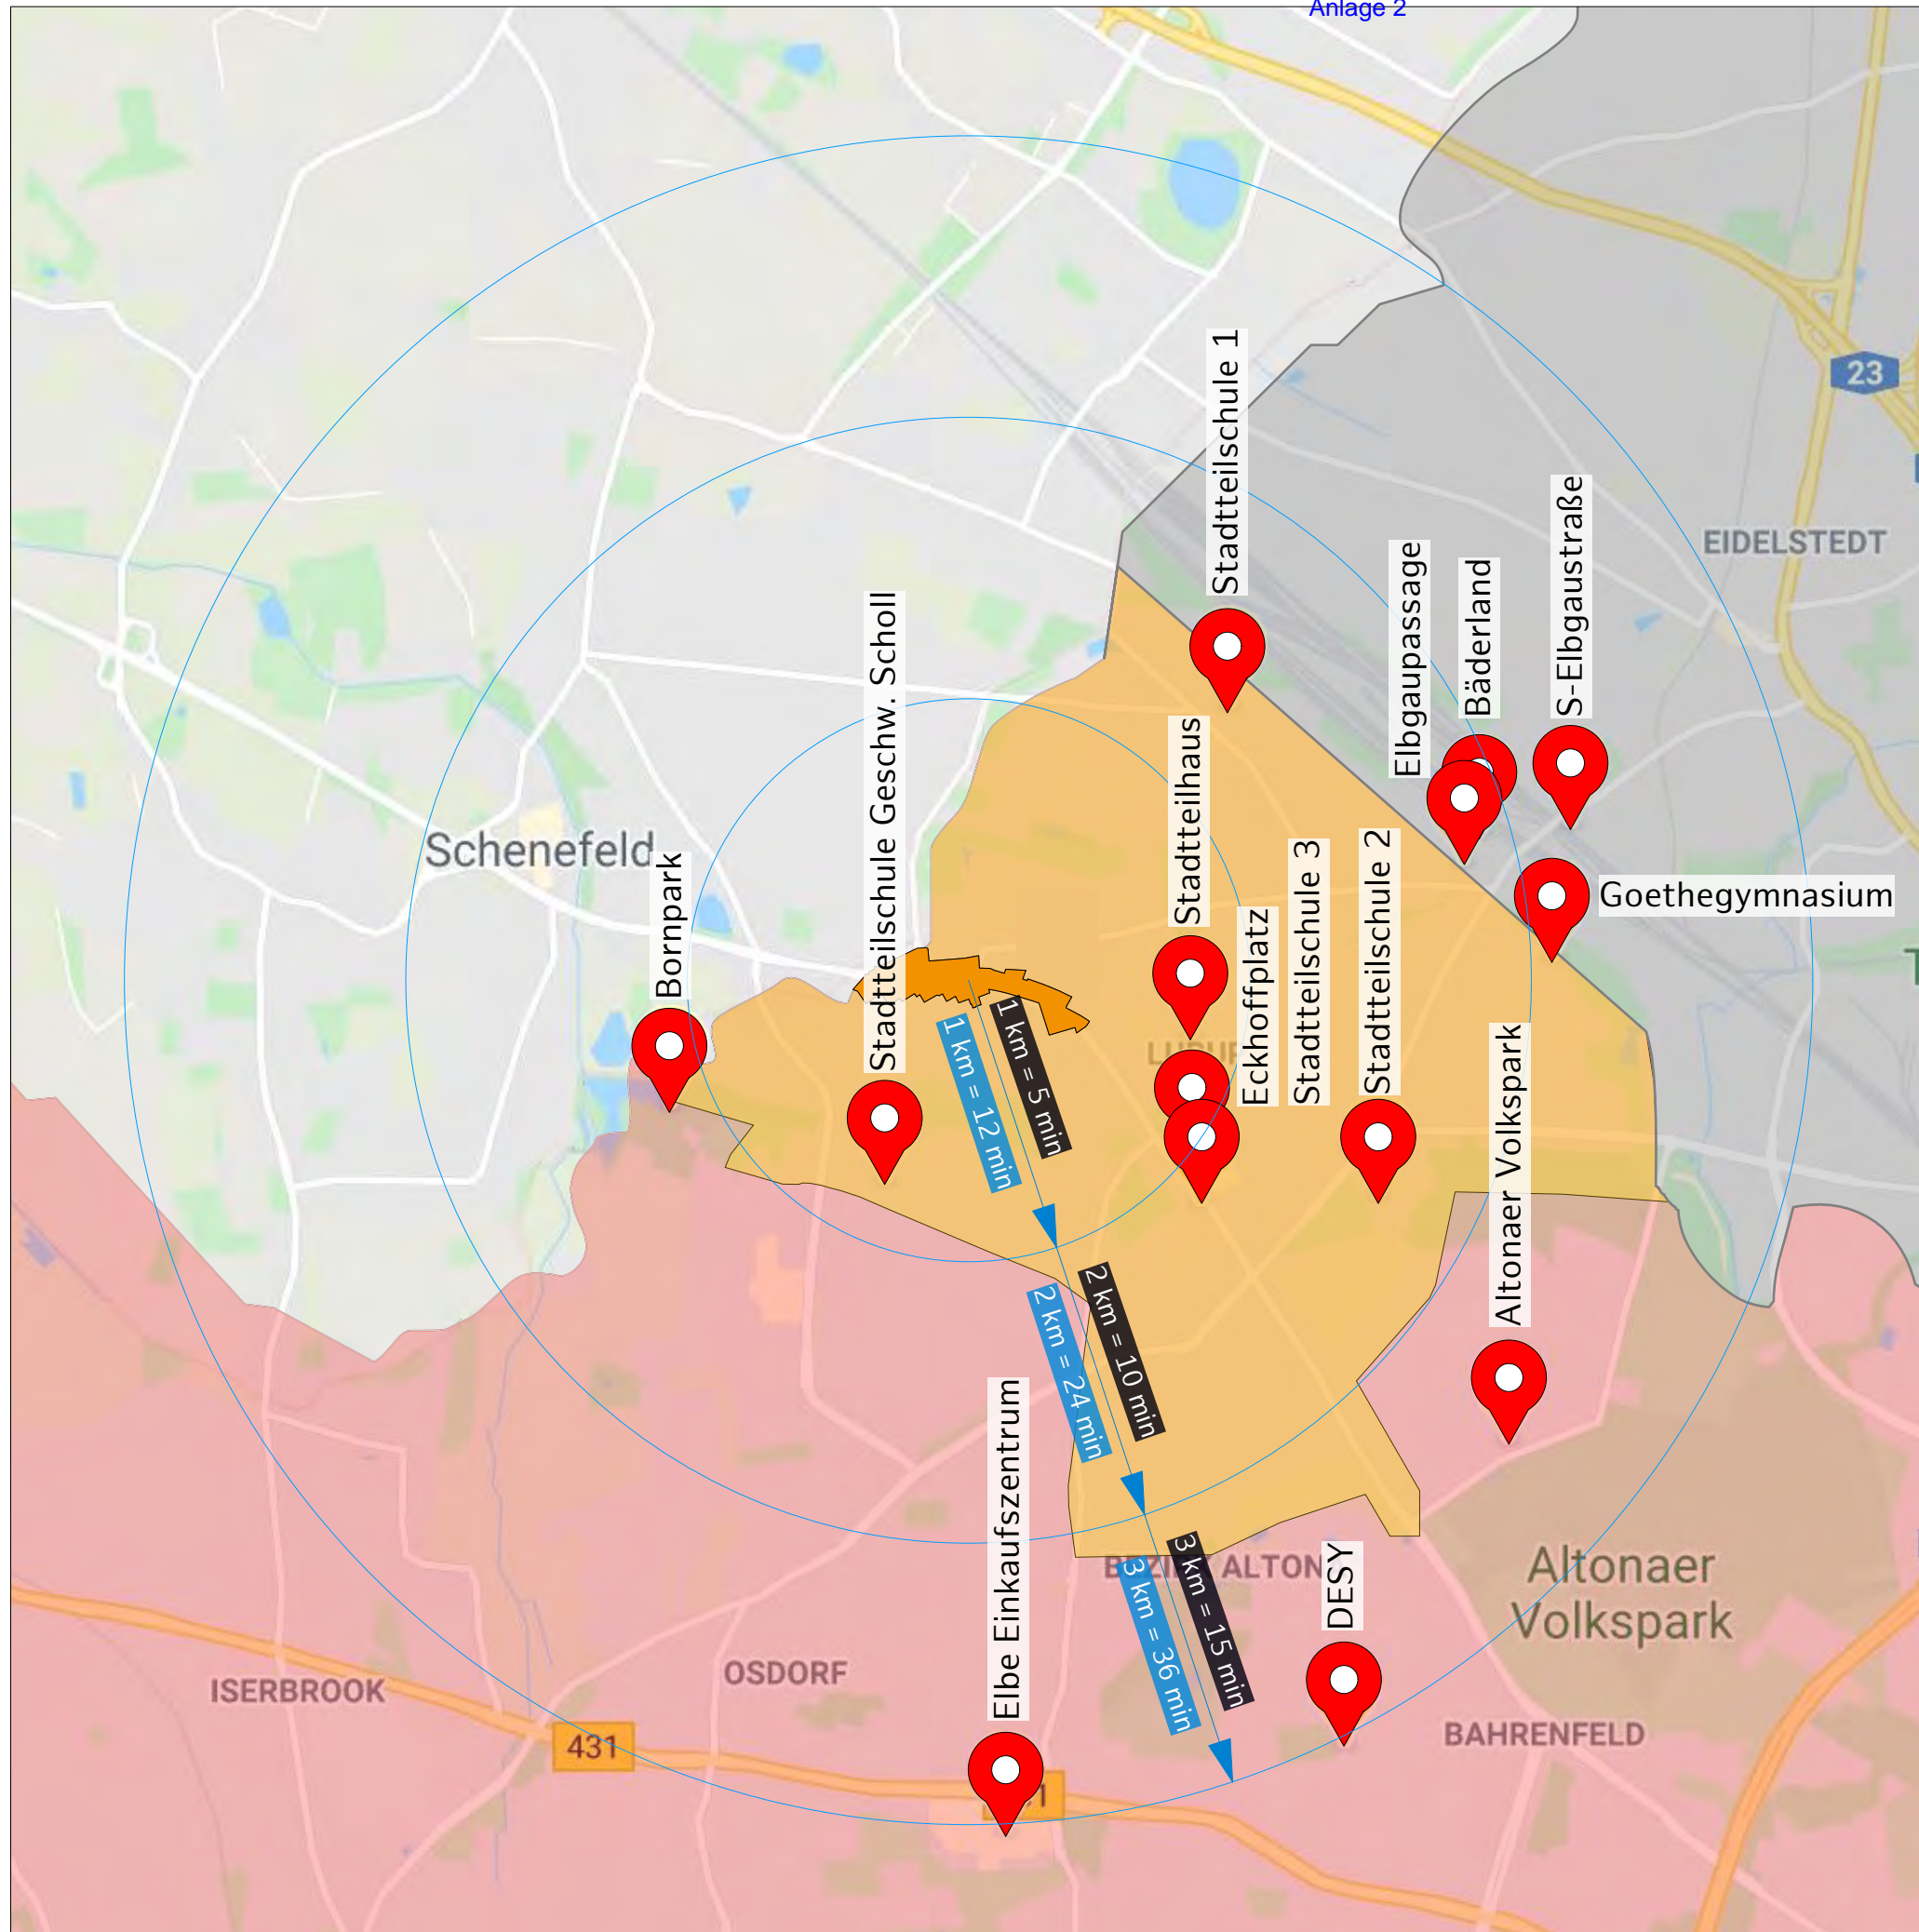 Anlage 2
23
EIDELSTEDT
Stadtteilschule 1
S-Elbgaustraße
Elbgaupassage
Bäderland
Stadtteilschule Geschw. Scholl
Stadtteilhaus
Schenefeld
Bornpark
Stadtteilschule 3
Stadtteilschule 2
Goethegymnasium
Eckhoffplatz
1 km = 12 min
1 km = 5 min
Altonaer Volkspark
2 km = 24 min
2 km = 10 min
Elbe Einkaufszentrum
3 km = 36 min
3 km = 15 min
DESY
Altonaer
Volkspark
OSDORF
ISERBROOK
BAHRENFELD
431